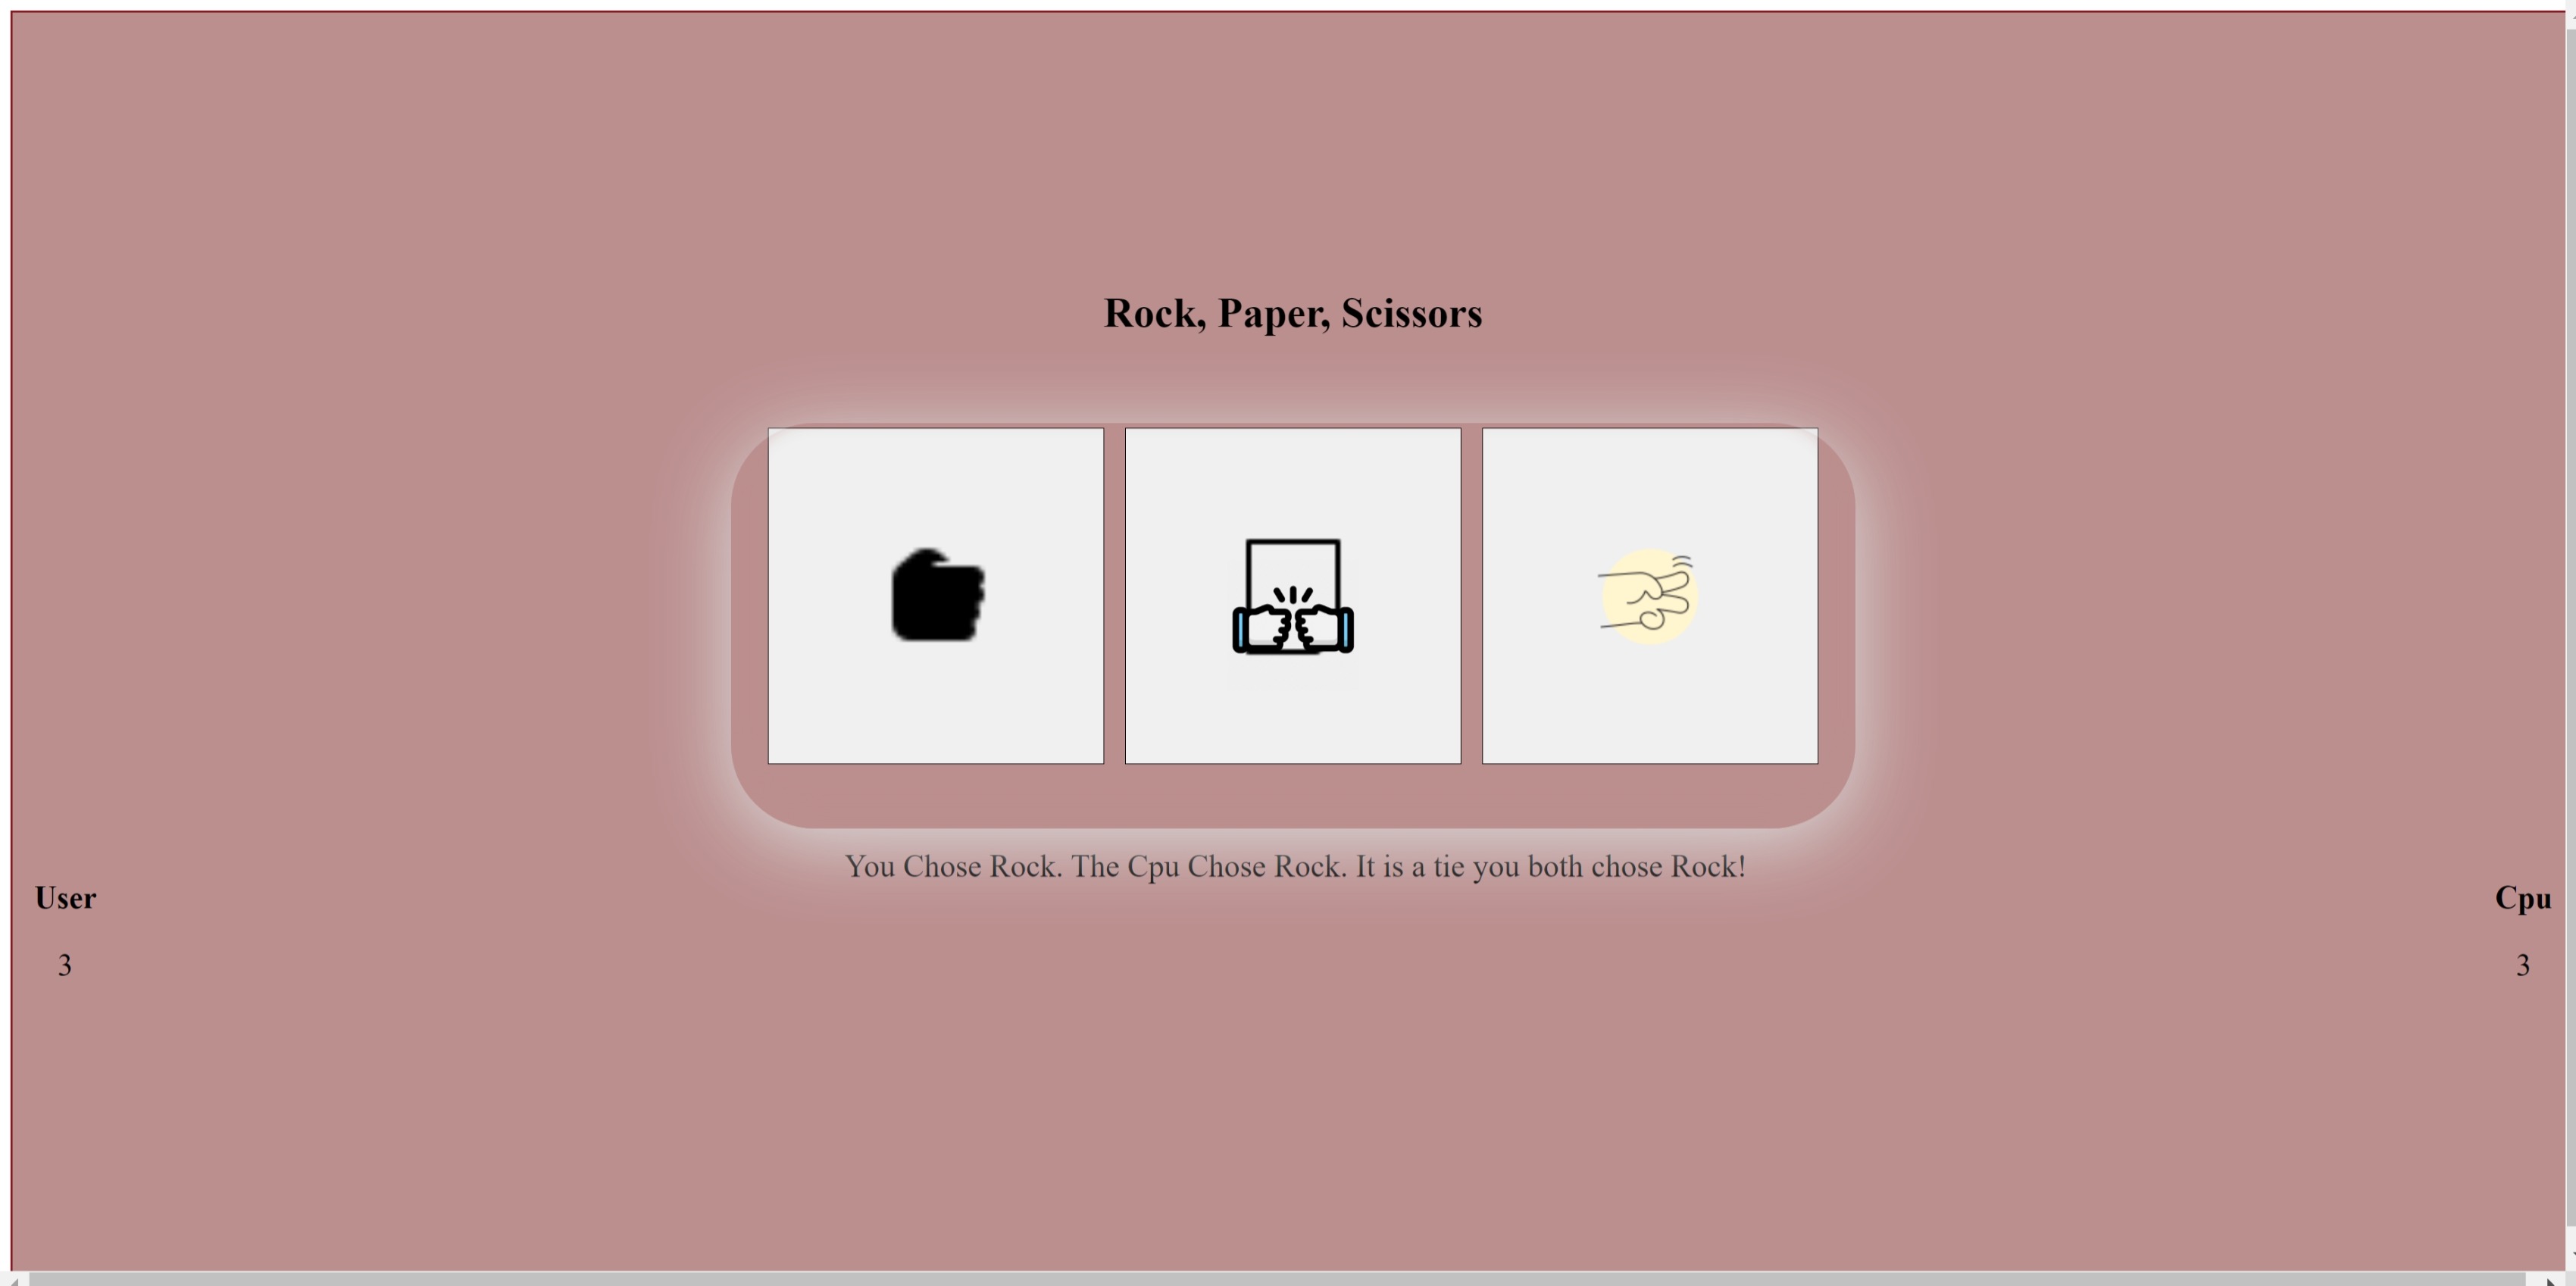 Rock, Paper, Scissors
You Chose Rock. The Cpu Chose Rock. It is a tie you both chose Rock!
User
Cpu
3
3